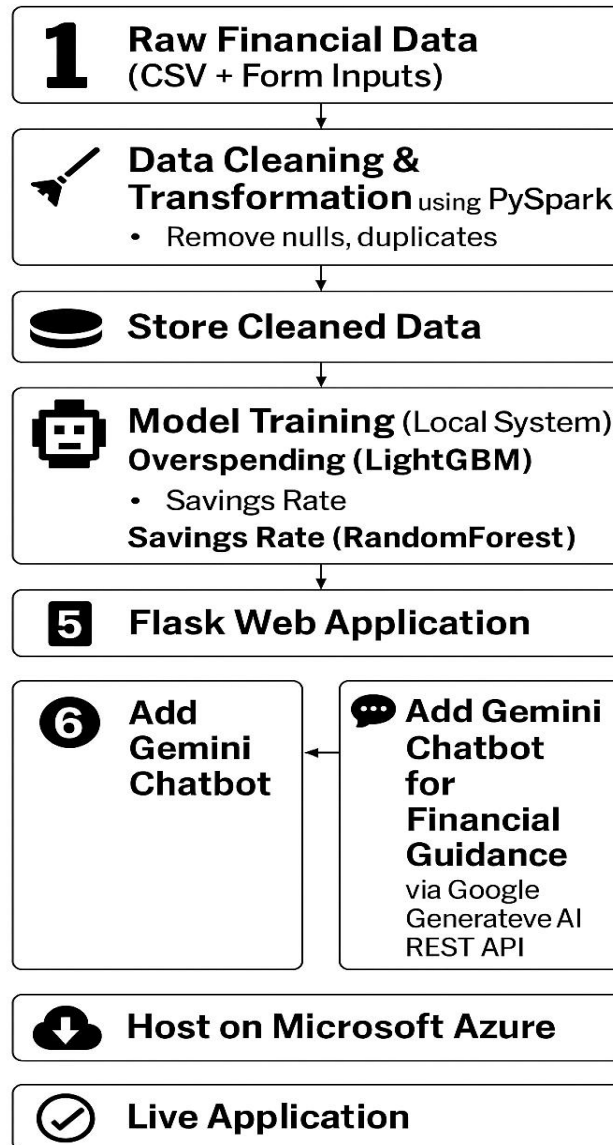 1
Raw Financial Data
(CSV + Form Inputs)
Data Cleaning &
Transformation using PySpark
• Remove nulls, duplicates
Store Cleaned Data
Model Training (Local System)
Overspending (LightGBM)
• Savings Rate
Savings Rate (RandomForest)
5
Flask Web Application
6
Add
Gemini
Chatbot
Add Gemini
Chatbot
for
Financial
Guidance
via Google
Generateve AI
REST API
Host on Microsoft Azure
Live Application